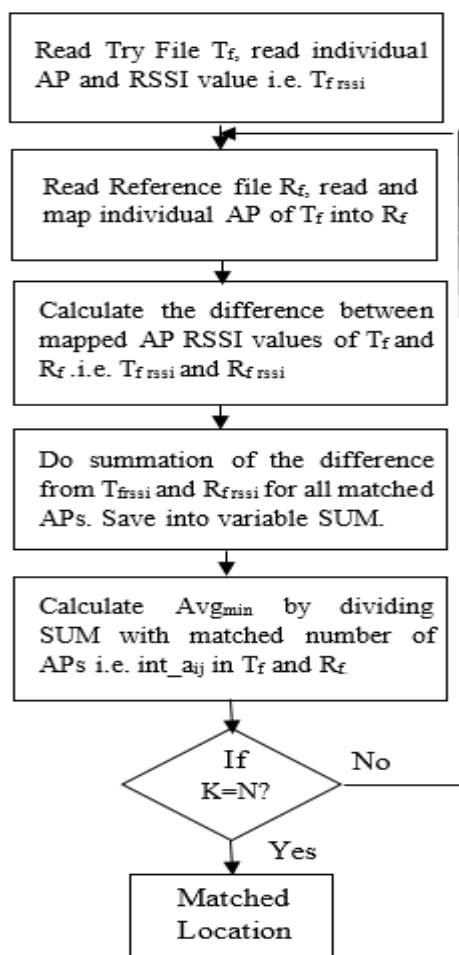 Read Try File Tf, read individual
AP and RSSI value i.e. Tf rssi
Read Reference file Rf, read and
map individual AP of Tf into Rf
Calculate the difference between
mapped AP RSSI values of Tf and
Rf .i.e. Tf rssi and Rf rssi
Do summation of the difference
from Tfrssi and Rf rssi for all matched
APs. Save into variable SUM.
Calculate Avgmin by dividing
SUM with matched number of
APs i.e. int_aij in Tf and Rf.
If
K=N?
No
Yes
Matched
Location